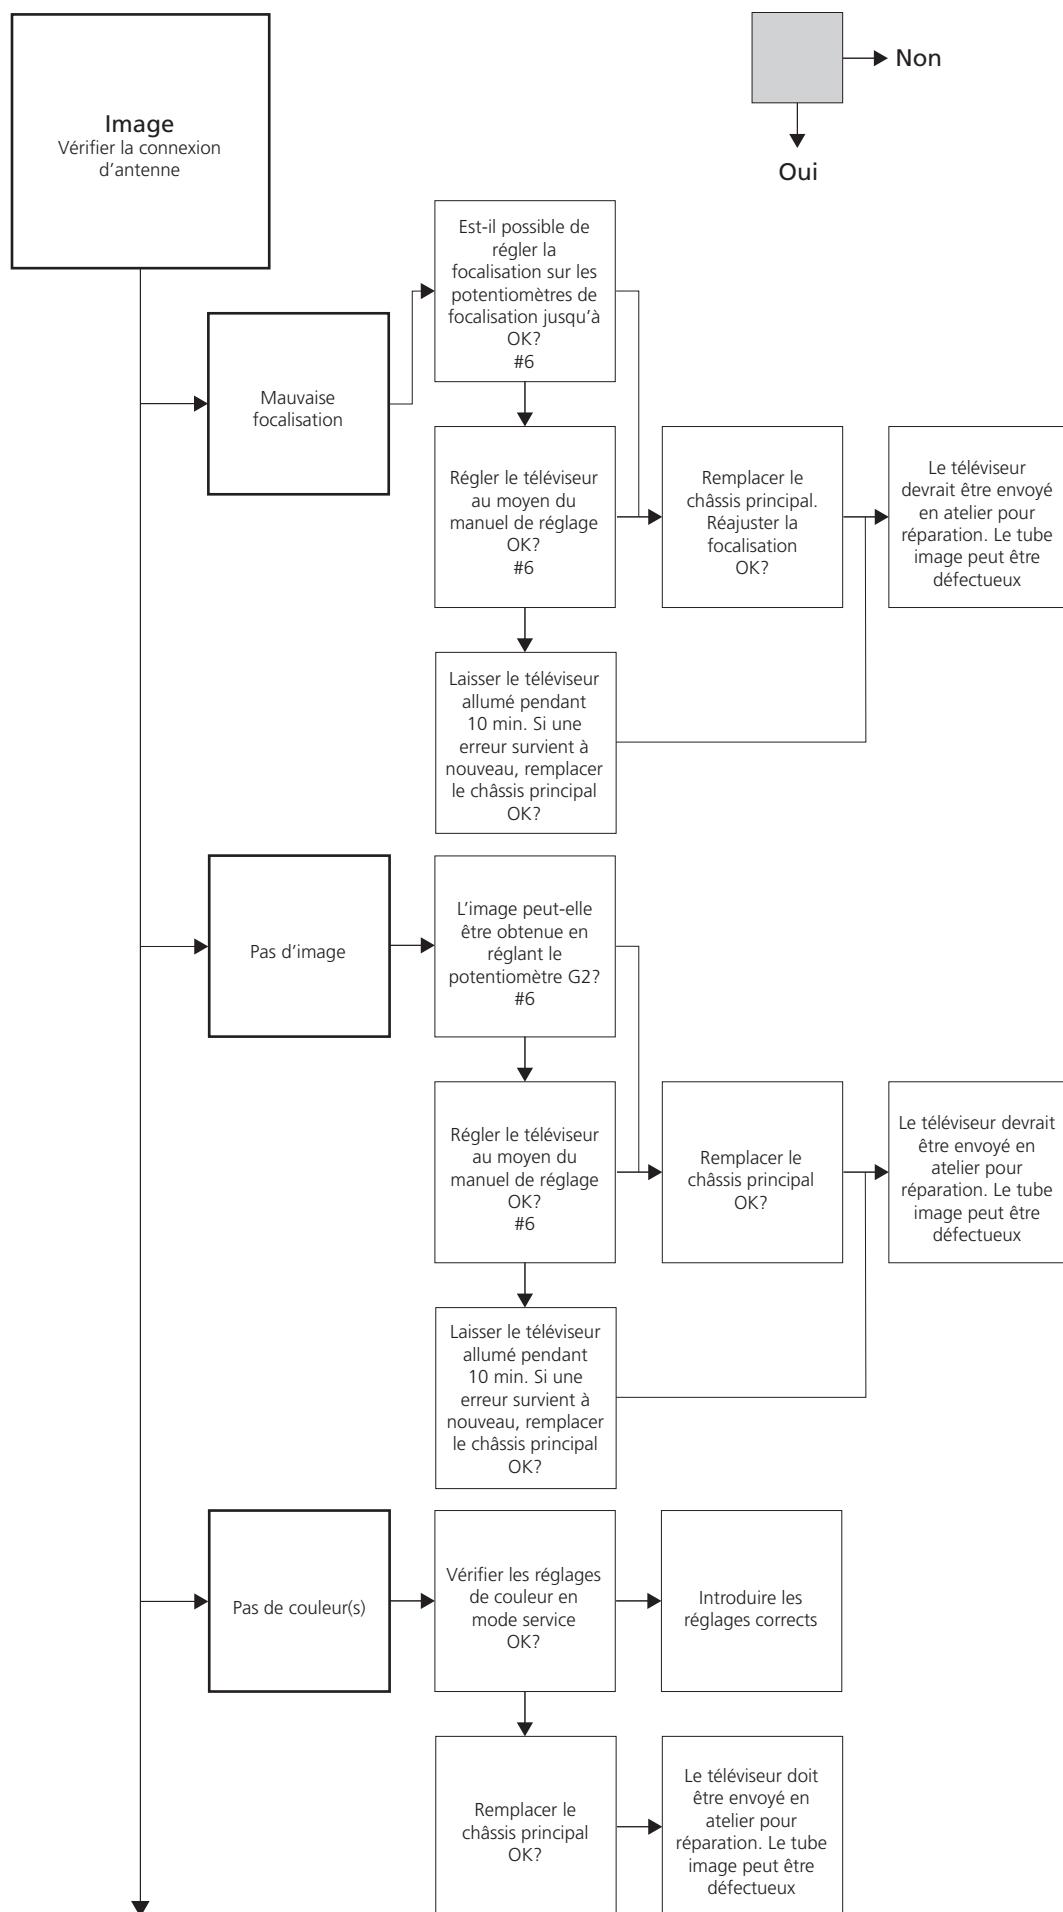 Image
Vérifier la connexion
d'antenne
Non
Oui
Est-il possible de
régler la
focalisation sur les
potentiomètres de
focalisation jusqu'à
OK?
#6
Mauvaise
focalisation
Régler le téléviseur
au moyen du
manuel de réglage
OK?
#6
Remplacer le
châssis principal.
Réajuster la
focalisation
OK?
Le téléviseur
devrait être envoyé
en atelier pour
réparation. Le tube
image peut être
défectueux
Laisser le téléviseur
allumé pendant
10 min. Si une
erreur survient à
nouveau, remplacer
le châssis principal
OK?
Pas d'image
L'image peut-elle
être obtenue en
réglant le
potentiomètre G2?
#6
Régler le téléviseur
au moyen du
manuel de réglage
OK?
#6
Remplacer le
châssis principal
OK?
Le téléviseur devrait
être envoyé en
atelier pour
réparation. Le tube
image peut être
défectueux
Laisser le téléviseur
allumé pendant
10 min. Si une
erreur survient à
nouveau, remplacer
le châssis principal
OK?
Pas de couleur(s)
Vérifier les réglages
de couleur en
mode service
OK?
Introduire les
réglages corrects
Remplacer le
châssis principal
OK?
Le téléviseur doit
être envoyé en
atelier pour
réparation. Le tube
image peut être
défectueux